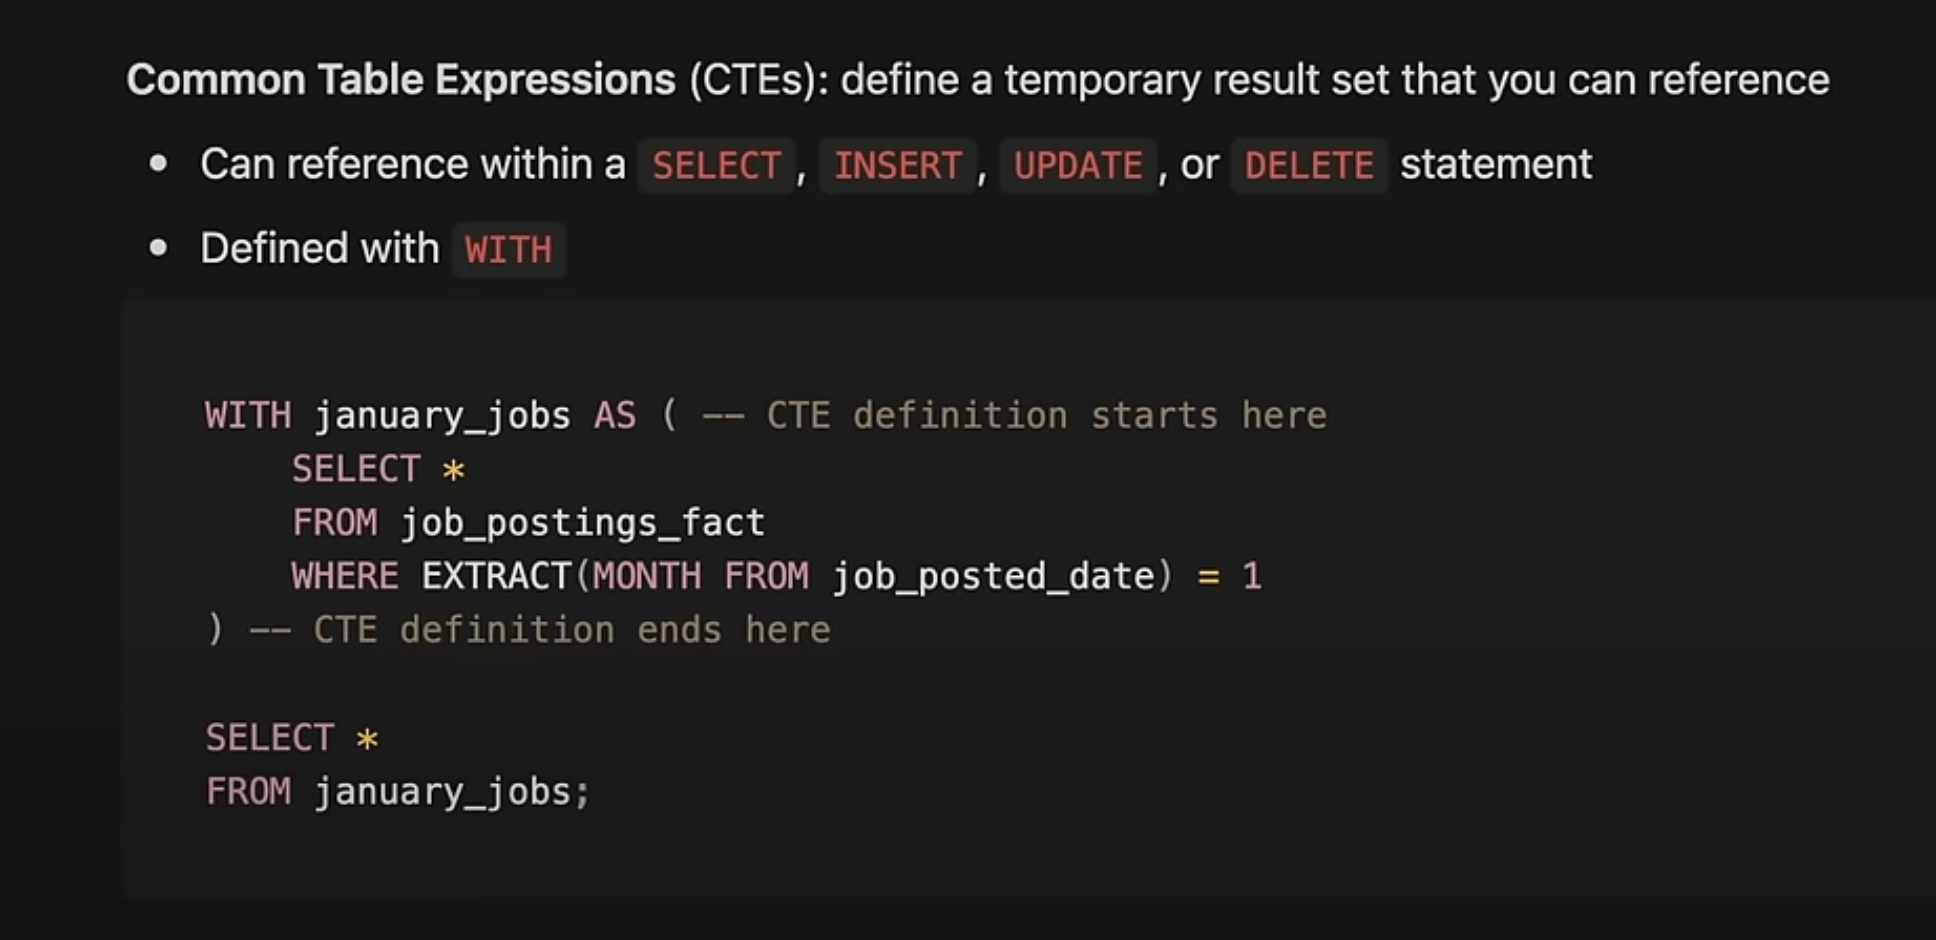 Common Table Expressions (CTEs): define a temporary result set that you can reference
• Can reference within a SELECT, INSERT, UPDATE, or DELETE statement
• Defined with WITH
WITH january_jobs AS ( -- CTE definition starts here
    SELECT *
    FROM job_postings_fact
    WHERE EXTRACT(MONTH FROM job_posted_date) = 1
) -- CTE definition ends here
SELECT *
FROM january_jobs;